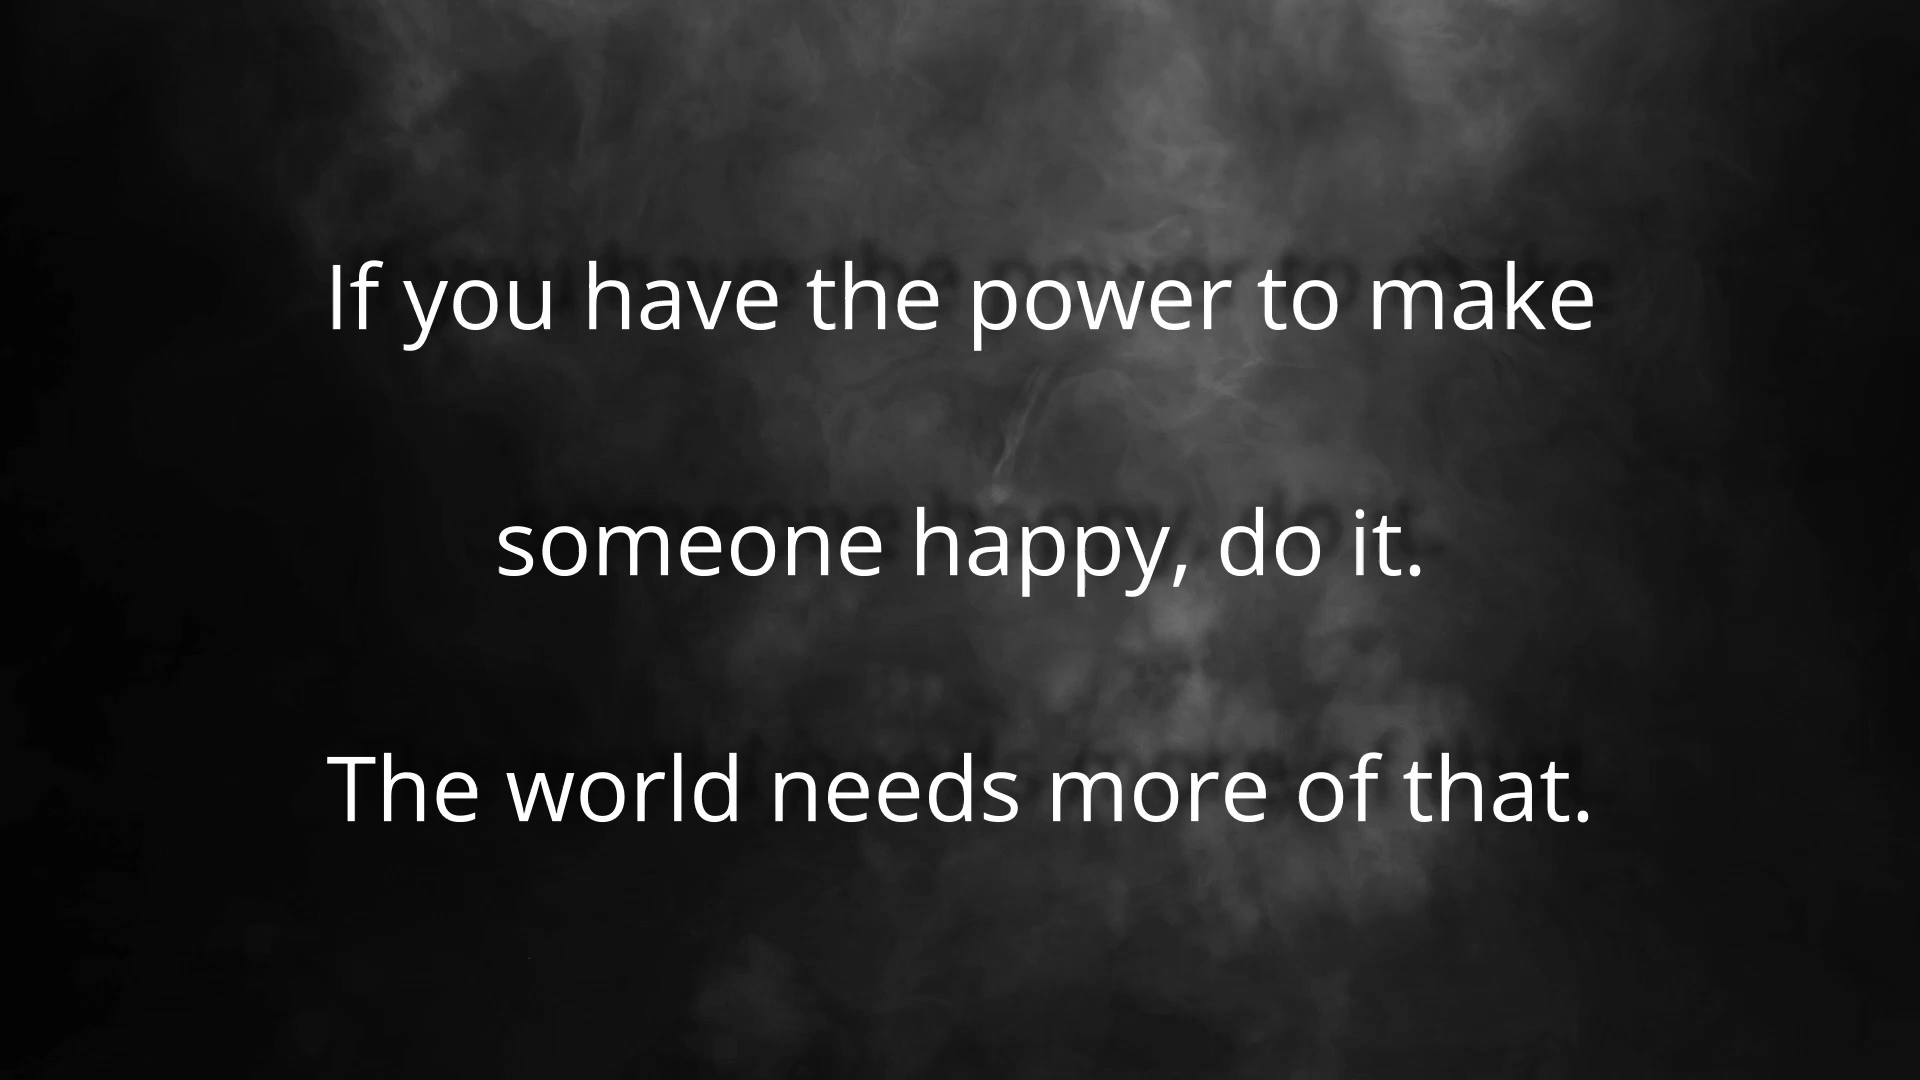 If you have the power to make
someone happy, do it.
The world needs more of that.